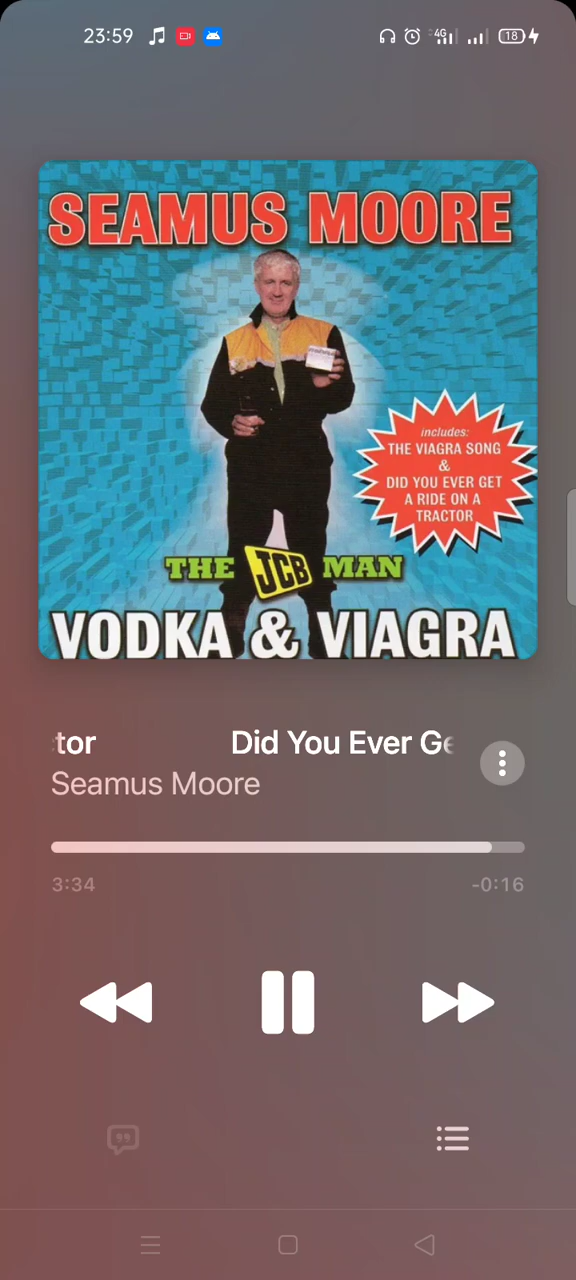 23:59
4G
18
SEAMUS MOORE
includes:
THE VIAGRA SONG
&
DID YOU EVER GET
A RIDE ON A
TRACTOR
THE JCB MAN
VODKA & VIAGRA
tor Did You Ever Ge
Seamus Moore
3:34
-0:16